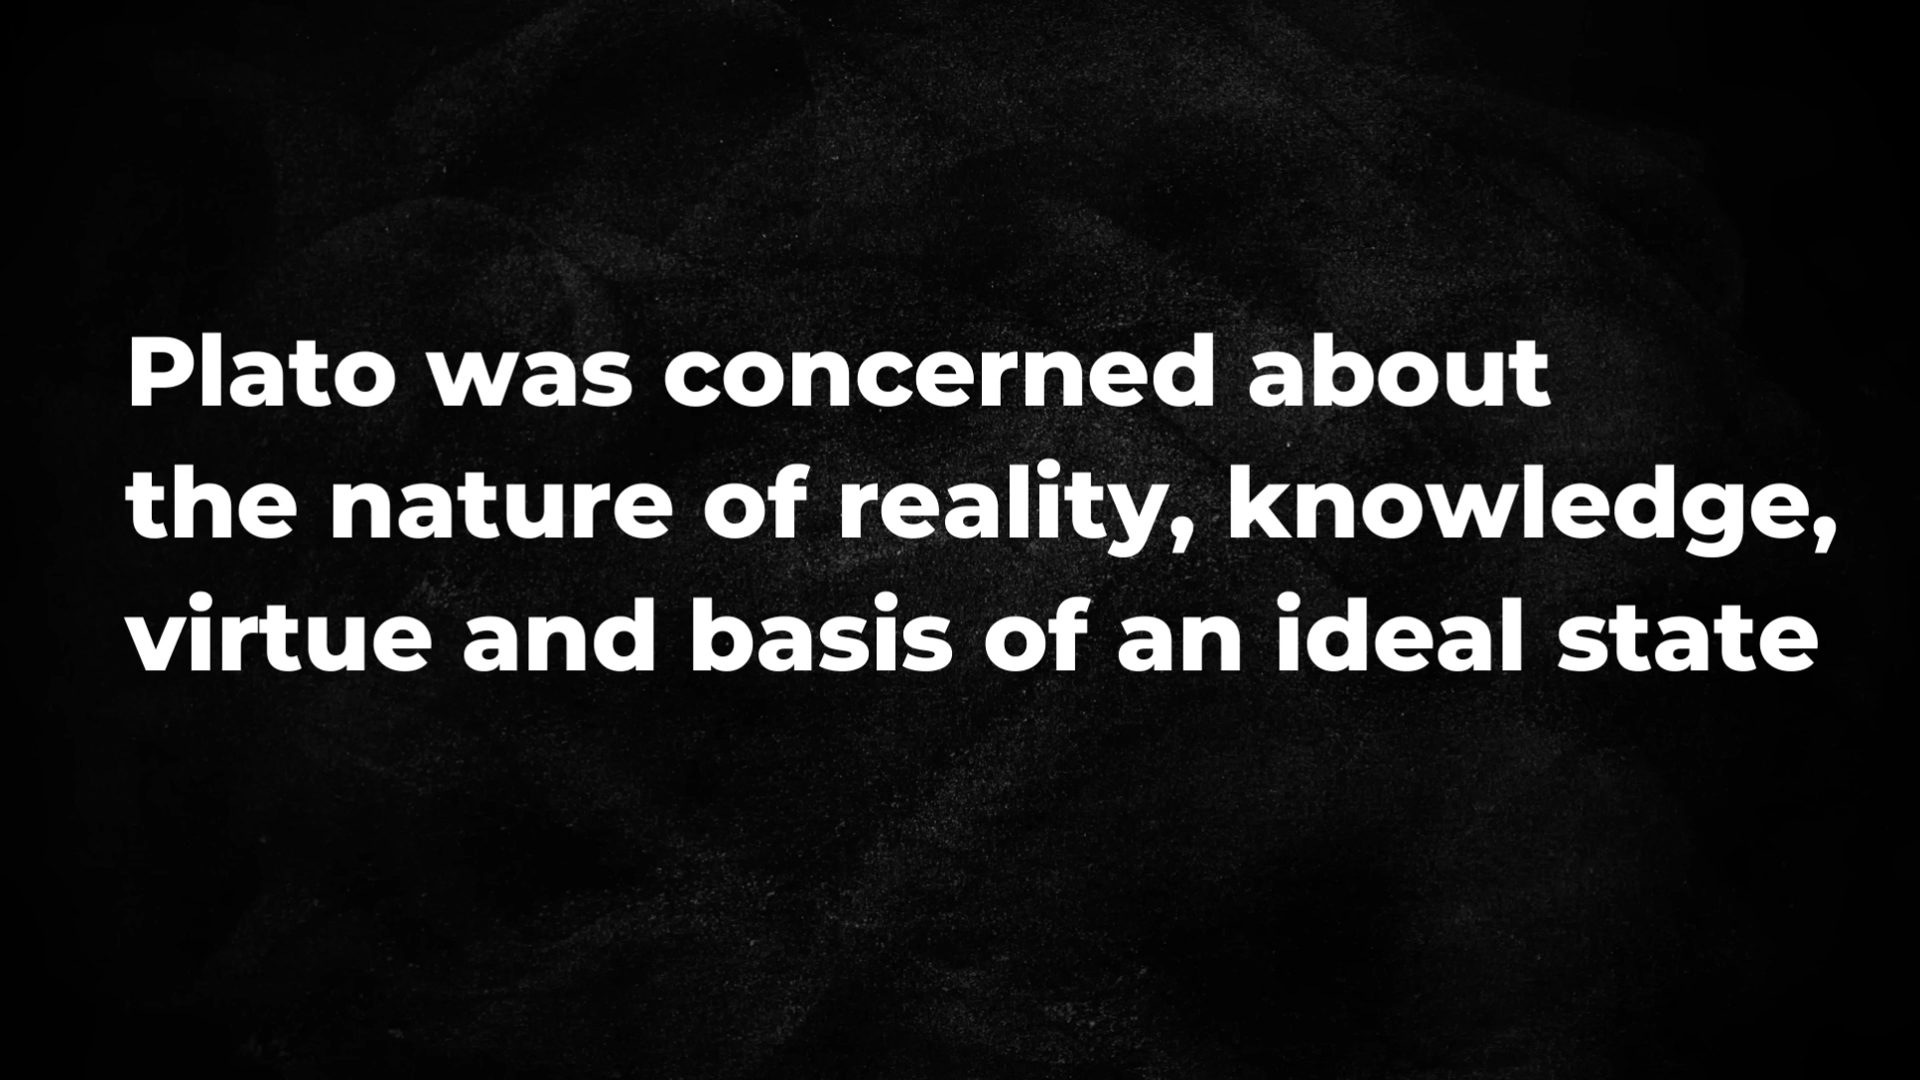 Plato was concerned about
the nature of reality, knowledge,
virtue and basis of an ideal state